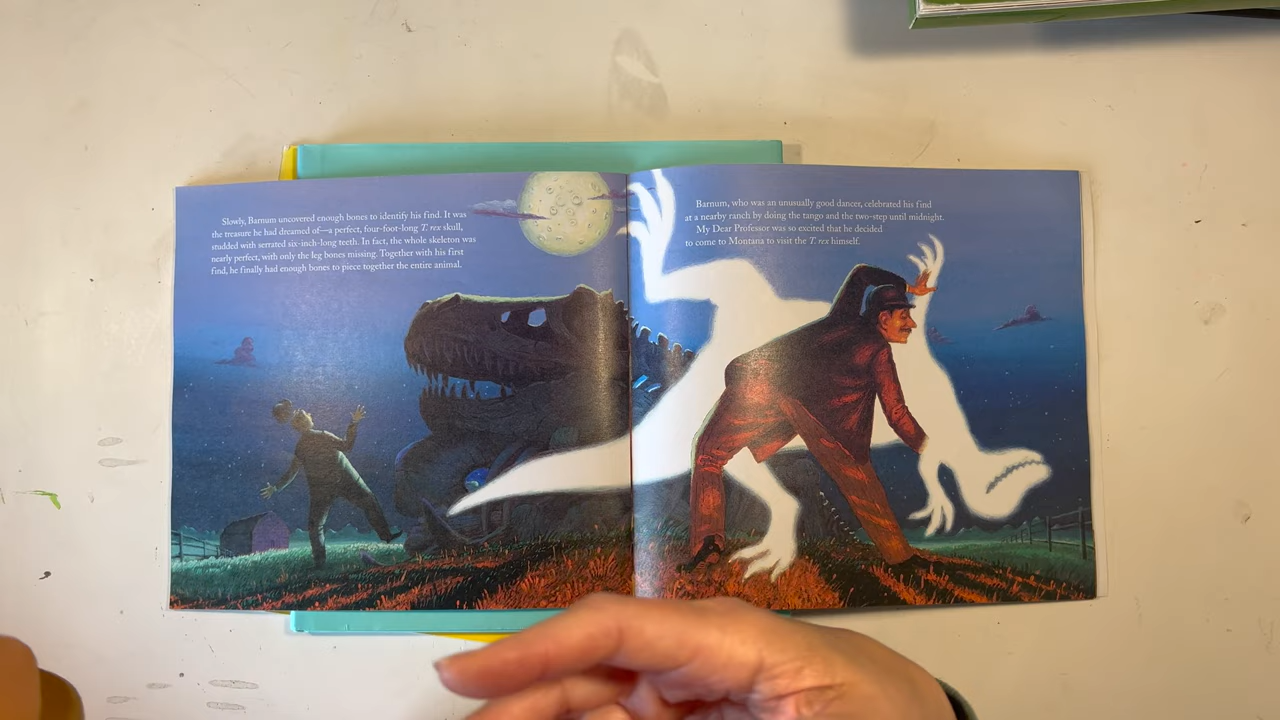 Slowly, Barnum uncovered enough bones to identify his find. It was
the treasure he had dreamed of—a perfect, four-foot-long T. rex skull,
studded with serrated six-inch-long teeth. In fact, the whole skeleton was
nearly perfect, with only the leg bones missing. Together with his first
find, he finally had enough bones to piece together the entire animal.
Barnum, who was an unusually good dancer, celebrated his find
at a nearby ranch by doing the tango and the two-step until midnight.
My Dear Professor was so excited that he decided
to come to Montana to visit the T. rex himself.